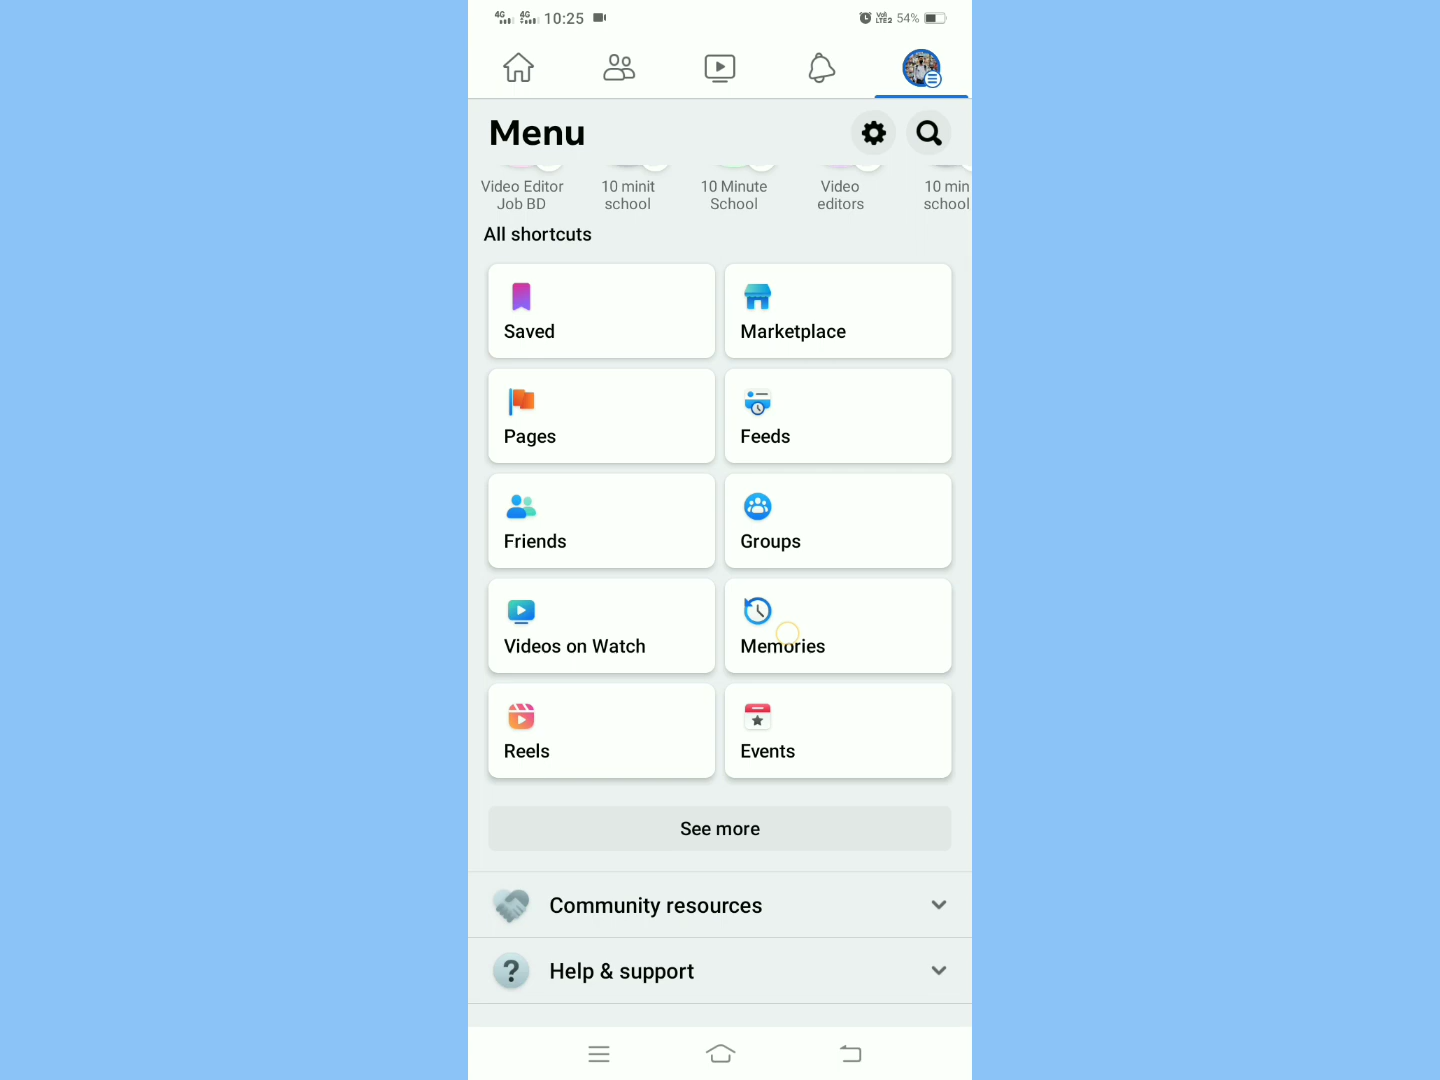 4G 4G 10:25 54%
Menu
Video Editor Job BD
10 minit school
10 Minute School
Video editors
10 min school
All shortcuts
Saved
Marketplace
Pages
Feeds
Friends
Groups
Videos on Watch
Memories
Reels
Events
See more
Community resources
Help & support